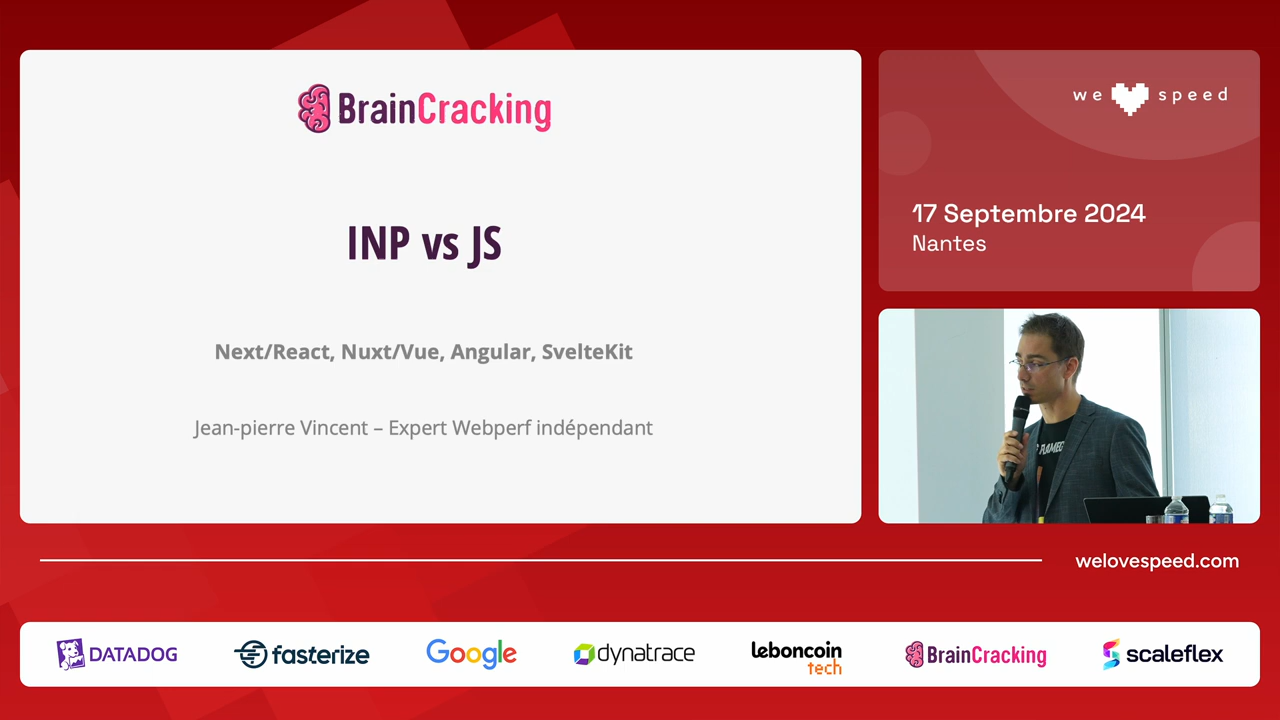 BrainCracking
INP vs JS
Next/React, Nuxt/Vue, Angular, SvelteKit
Jean-pierre Vincent – Expert Webperf indépendant
we speed
17 Septembre 2024
Nantes
welovespeed.com
DATADOG
fasterize
Google
dynatrace
leboncoin
tech
BrainCracking
scaleflex